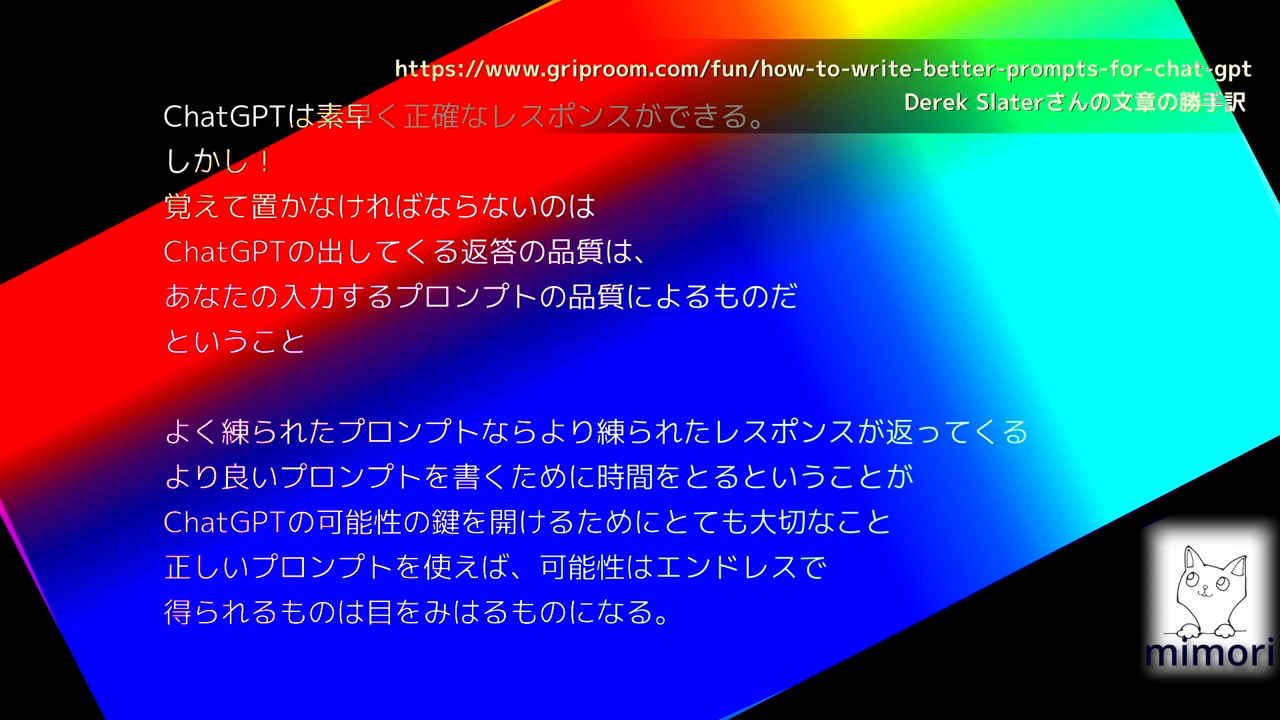 https://www.griproom.com/fun/how-to-write-better-prompts-for-chat-gpt
Derek Slaterさんの文章の勝手訳
ChatGPTは素早く正確なレスポンスができる。
しかし！
覚えて置かなければならないのは
ChatGPTの出してくる返答の品質は、
あなたの入力するプロンプトの品質によるものだ
ということ
よく練られたプロンプトならより練られたレスポンスが返ってくる
より良いプロンプトを書くために時間をとるということが
ChatGPTの可能性の鍵を開けるためにとても大切なこと
正しいプロンプトを使えば、可能性はエンドレスで
得られるものは目をみはるものになる。
mimori